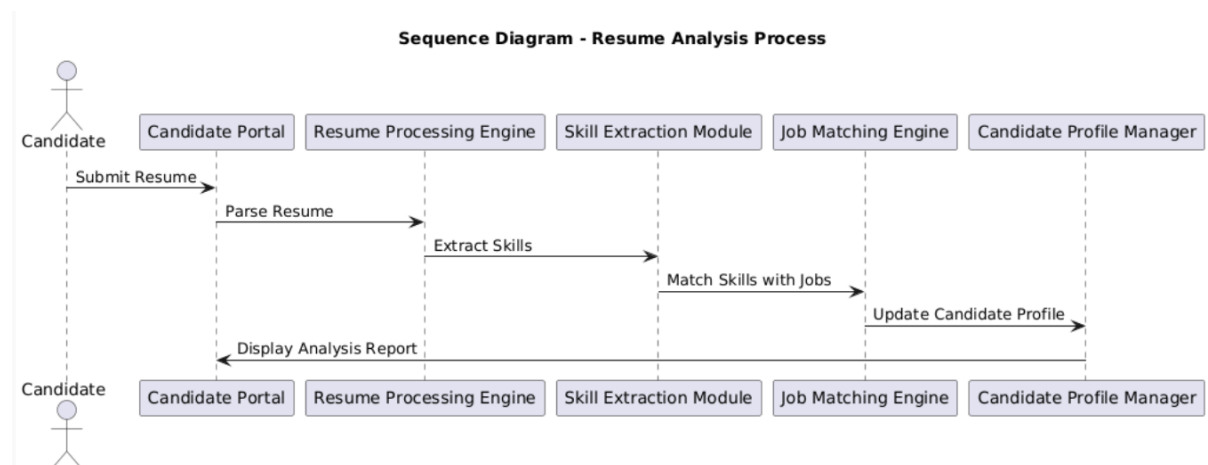 Sequence Diagram - Resume Analysis Process
Candidate
Candidate Portal
Resume Processing Engine
Skill Extraction Module
Job Matching Engine
Candidate Profile Manager
Submit Resume
Parse Resume
Extract Skills
Match Skills with Jobs
Update Candidate Profile
Display Analysis Report
Candidate
Candidate Portal
Resume Processing Engine
Skill Extraction Module
Job Matching Engine
Candidate Profile Manager